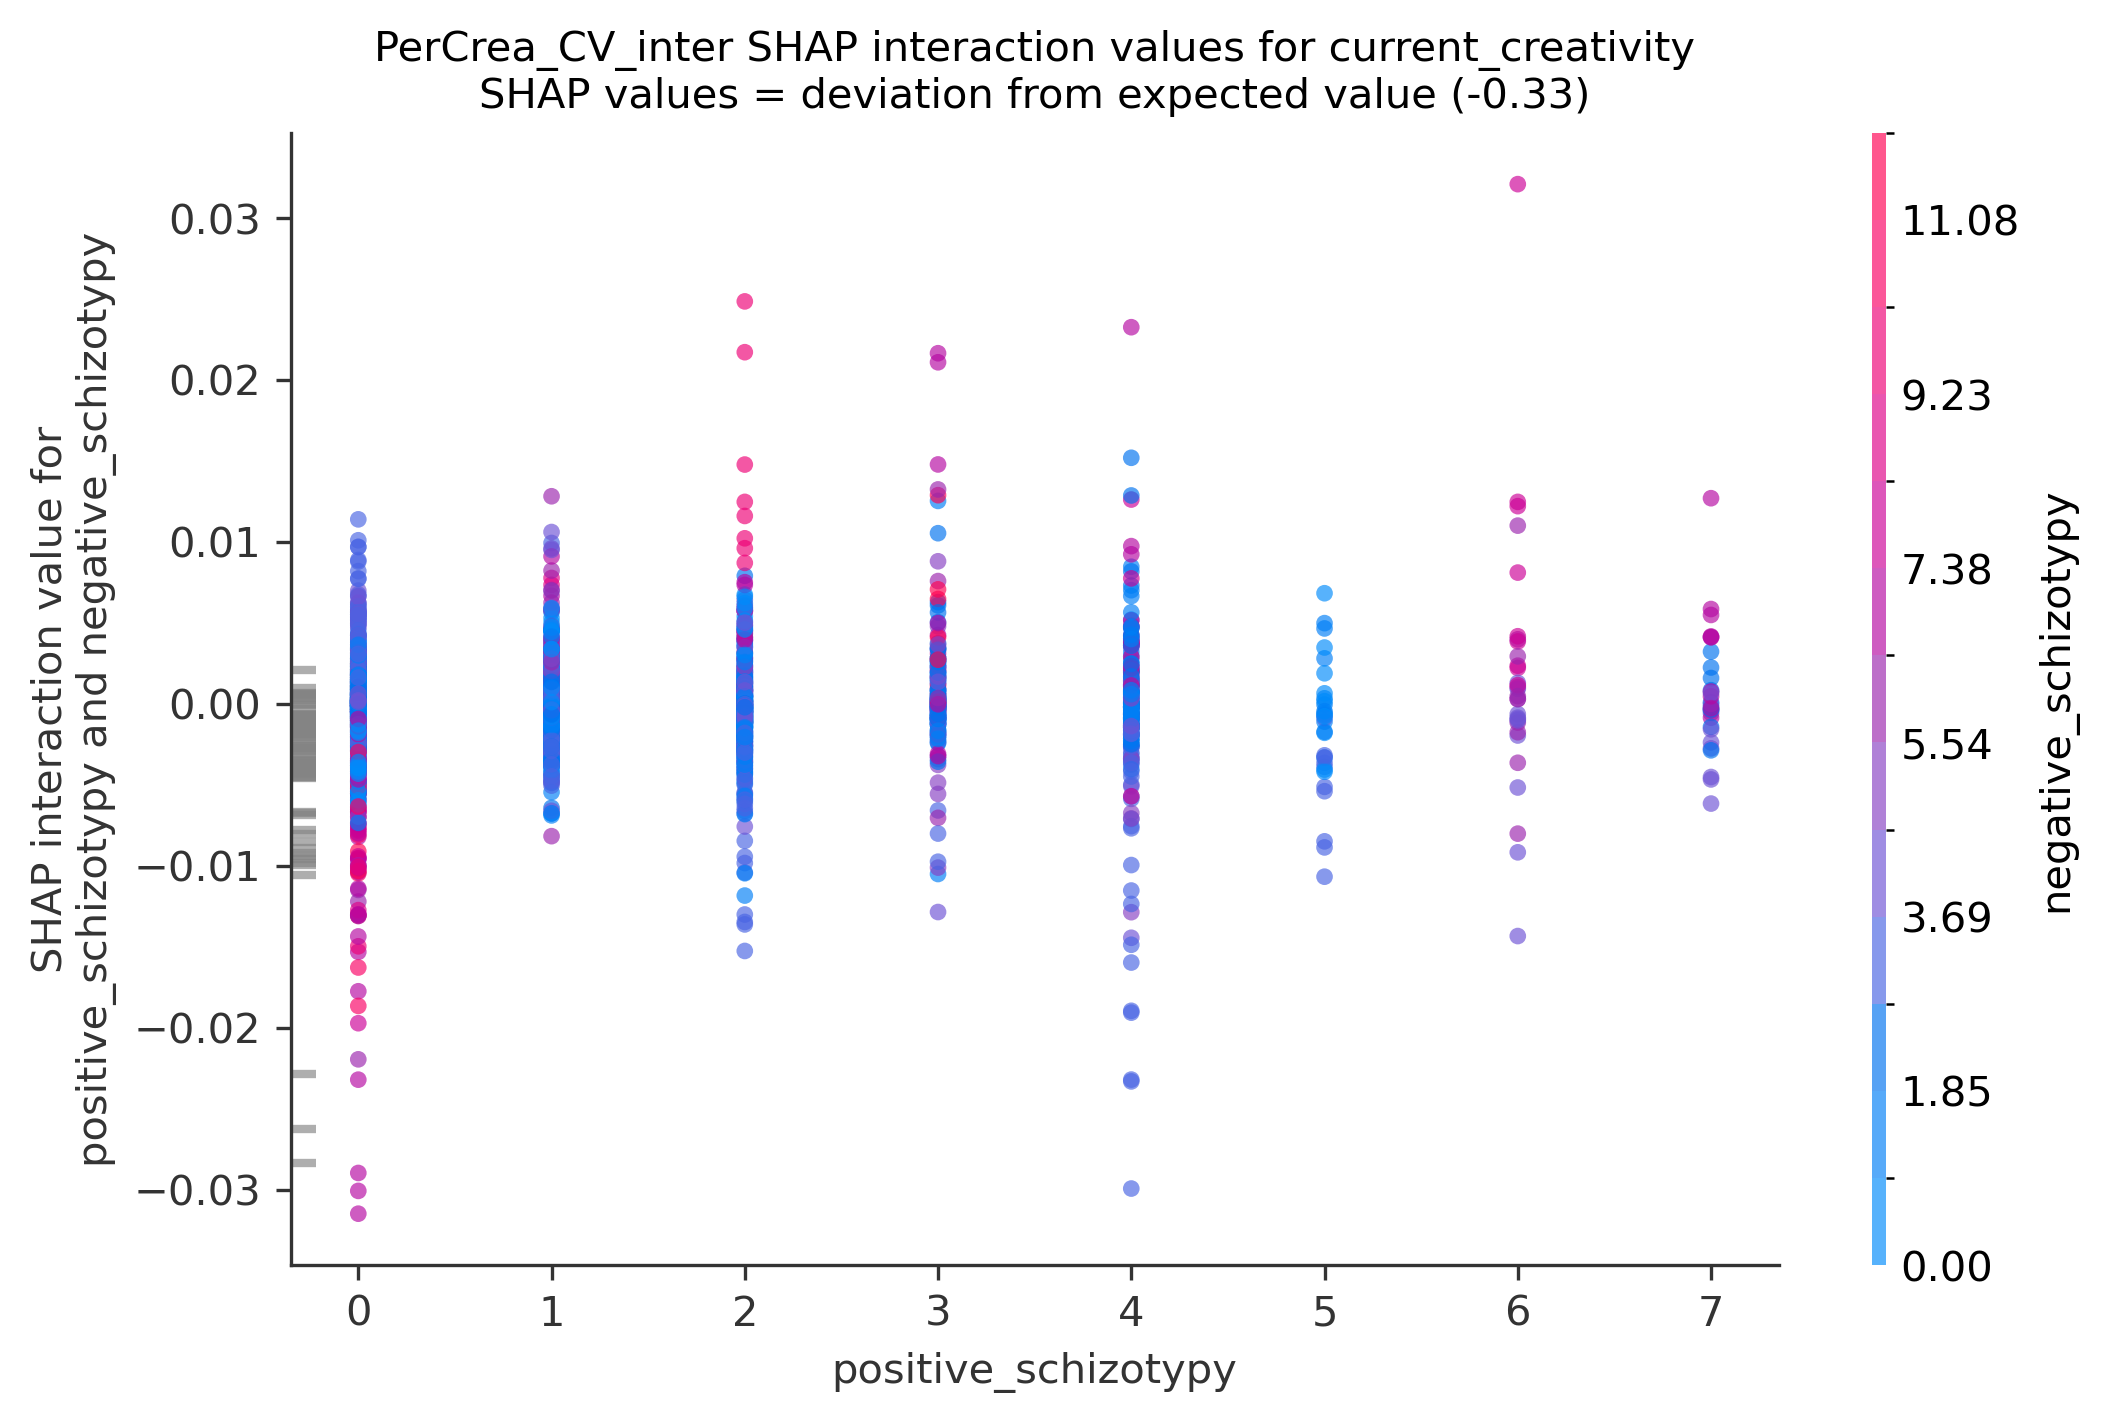 PerCrea_CV_inter SHAP interaction values for current_creativity
SHAP values = deviation from expected value (-0.33)
SHAP interaction value for
positive_schizotypy and negative_schizotypy
0.03
0.02
0.01
0.00
−0.01
−0.02
−0.03
0 1 2 3 4 5 6 7
positive_schizotypy
11.08
9.23
7.38
5.54
3.69
1.85
0.00
negative_schizotypy